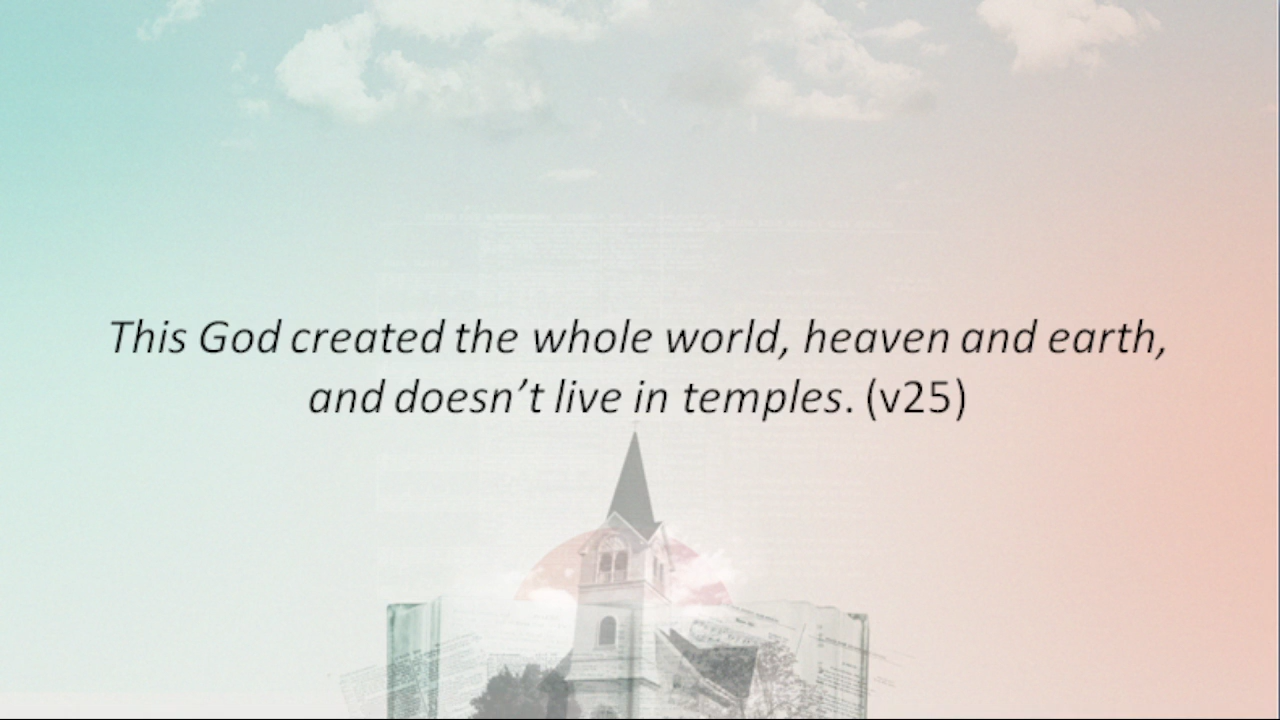 This God created the whole world, heaven and earth,
and doesn’t live in temples. (v25)